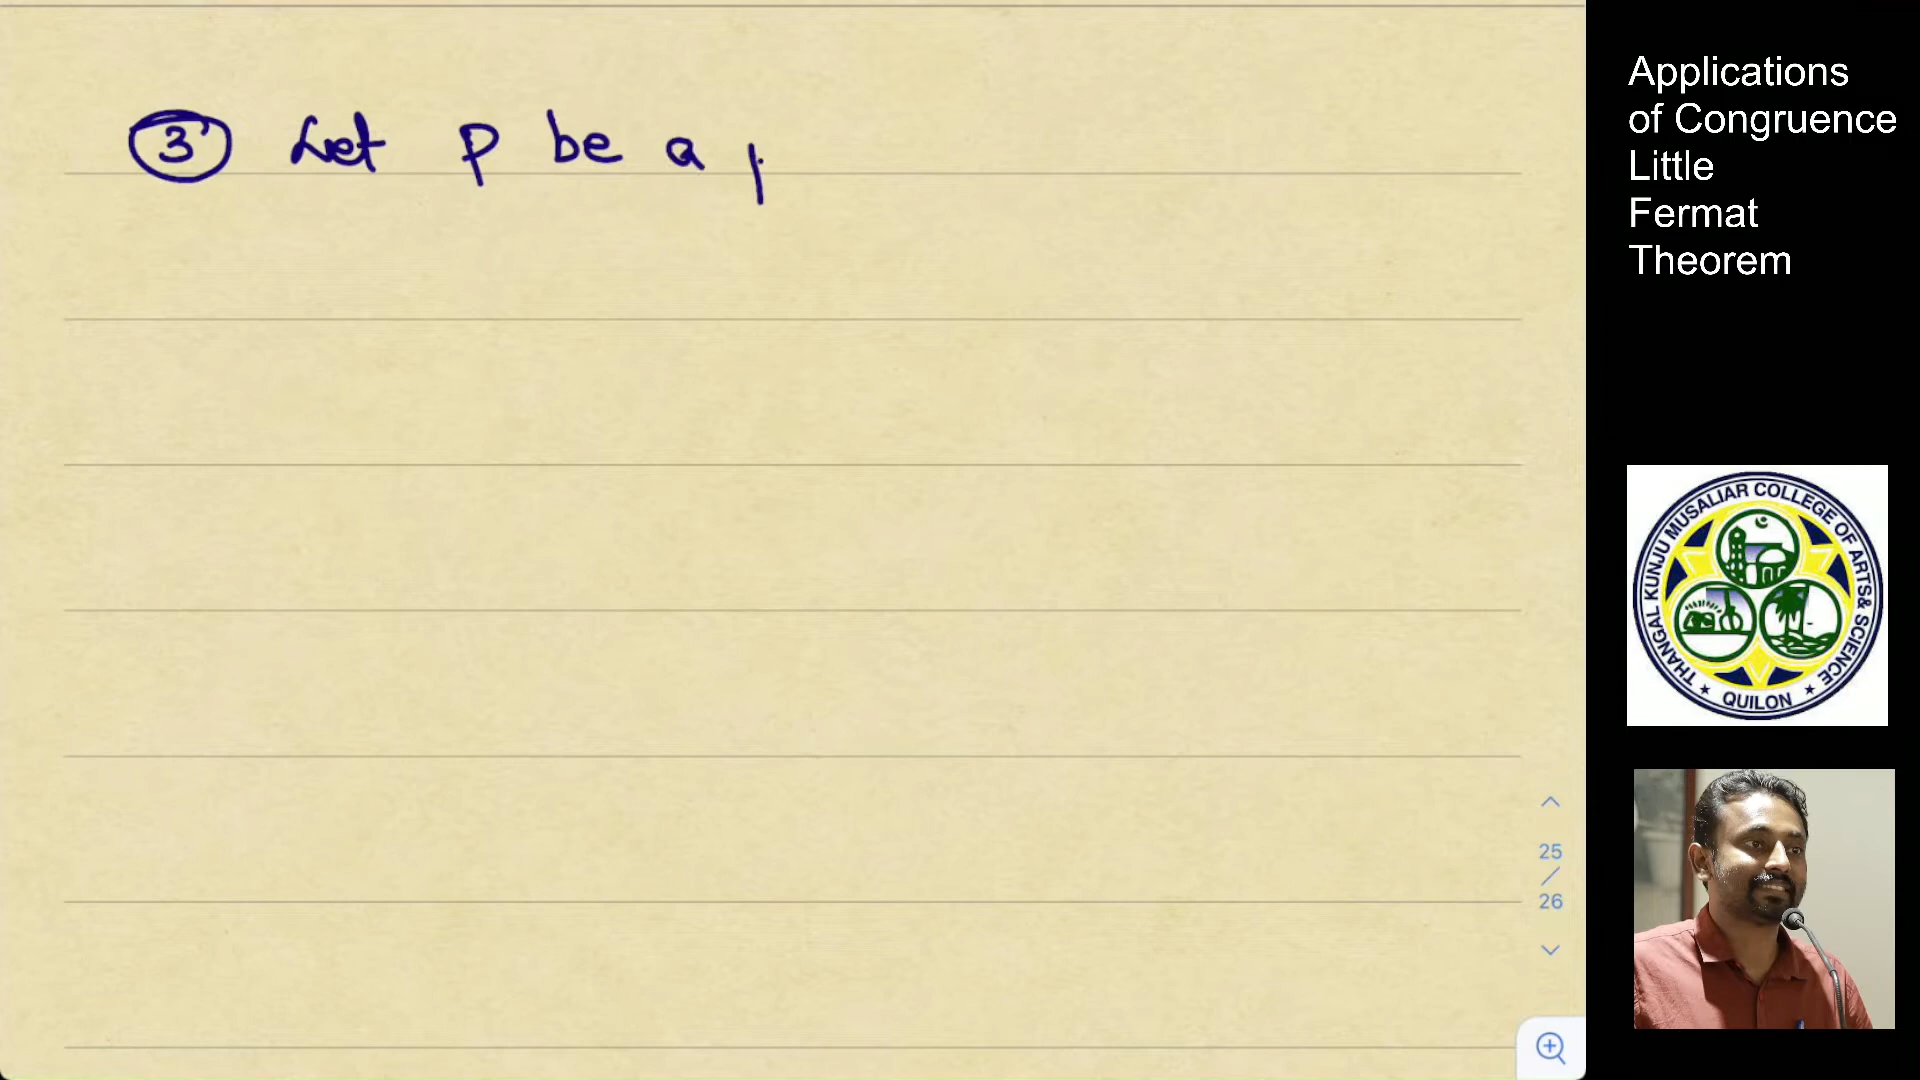 3 Let p be a
Applications
of Congruence
Little
Fermat
Theorem
THANGAL KUNJU MUSALIAR COLLEGE OF ARTS& SCIENCE
★ QUILON ★
25
/
26